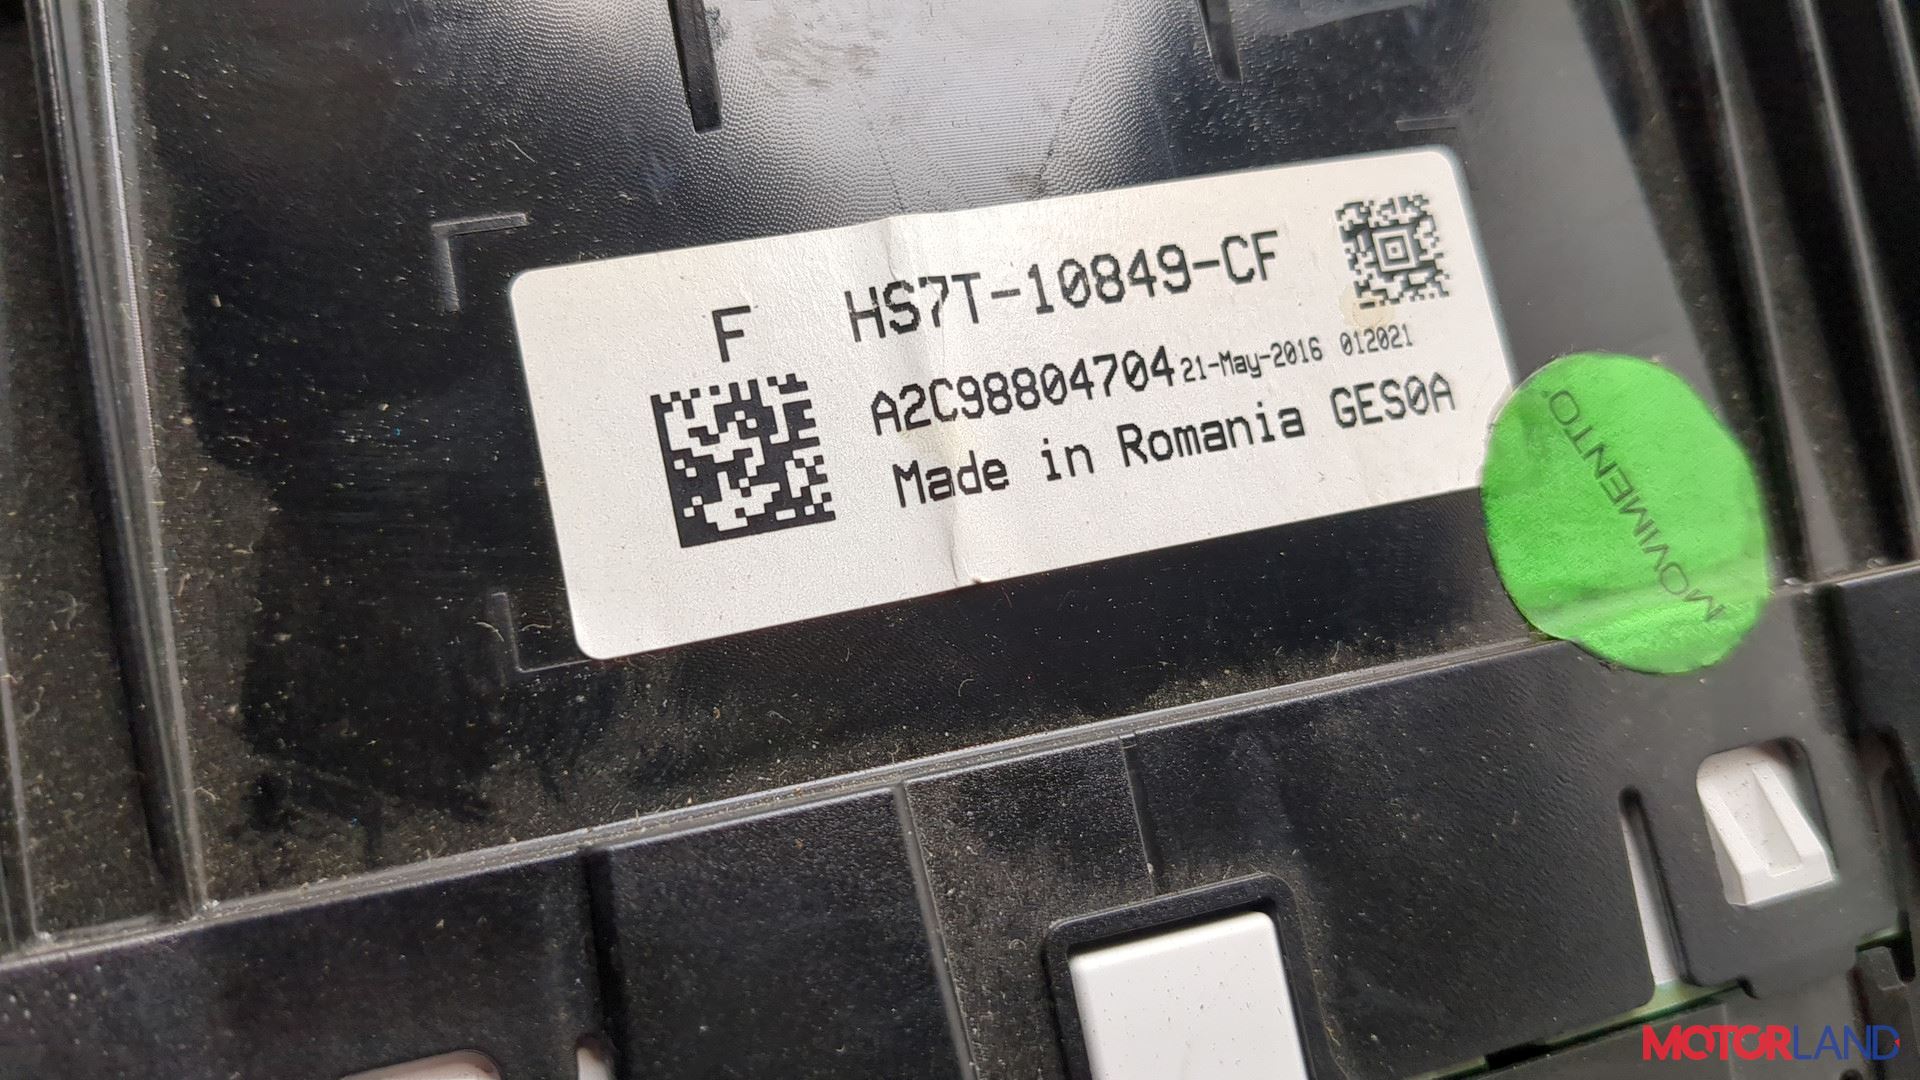 F HS7T-10849-CF
A2C98804704 21-May-2016 012021
Made in Romania GES0A
MOVIMENTO
MOTORLAND